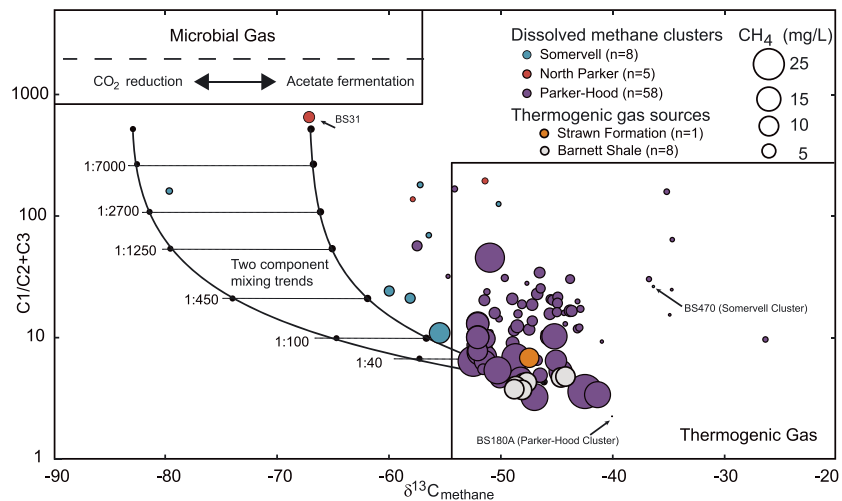 Microbial Gas
CO2 reduction
Acetate fermentation
Dissolved methane clusters
Somervell (n=8)
North Parker (n=5)
Parker-Hood (n=58)
Thermogenic gas sources
Strawn Formation (n=1)
Barnett Shale (n=8)
CH4 (mg/L)
25
15
10
5
BS31
1000
100
10
1
C1/C2+C3
1:7000
1:2700
1:1250
1:450
1:100
1:40
Two component
mixing trends
BS470 (Somervell Cluster)
BS180A (Parker-Hood Cluster)
Thermogenic Gas
-90
-80
-70
-60
-50
-40
-30
-20
δ13Cmethane